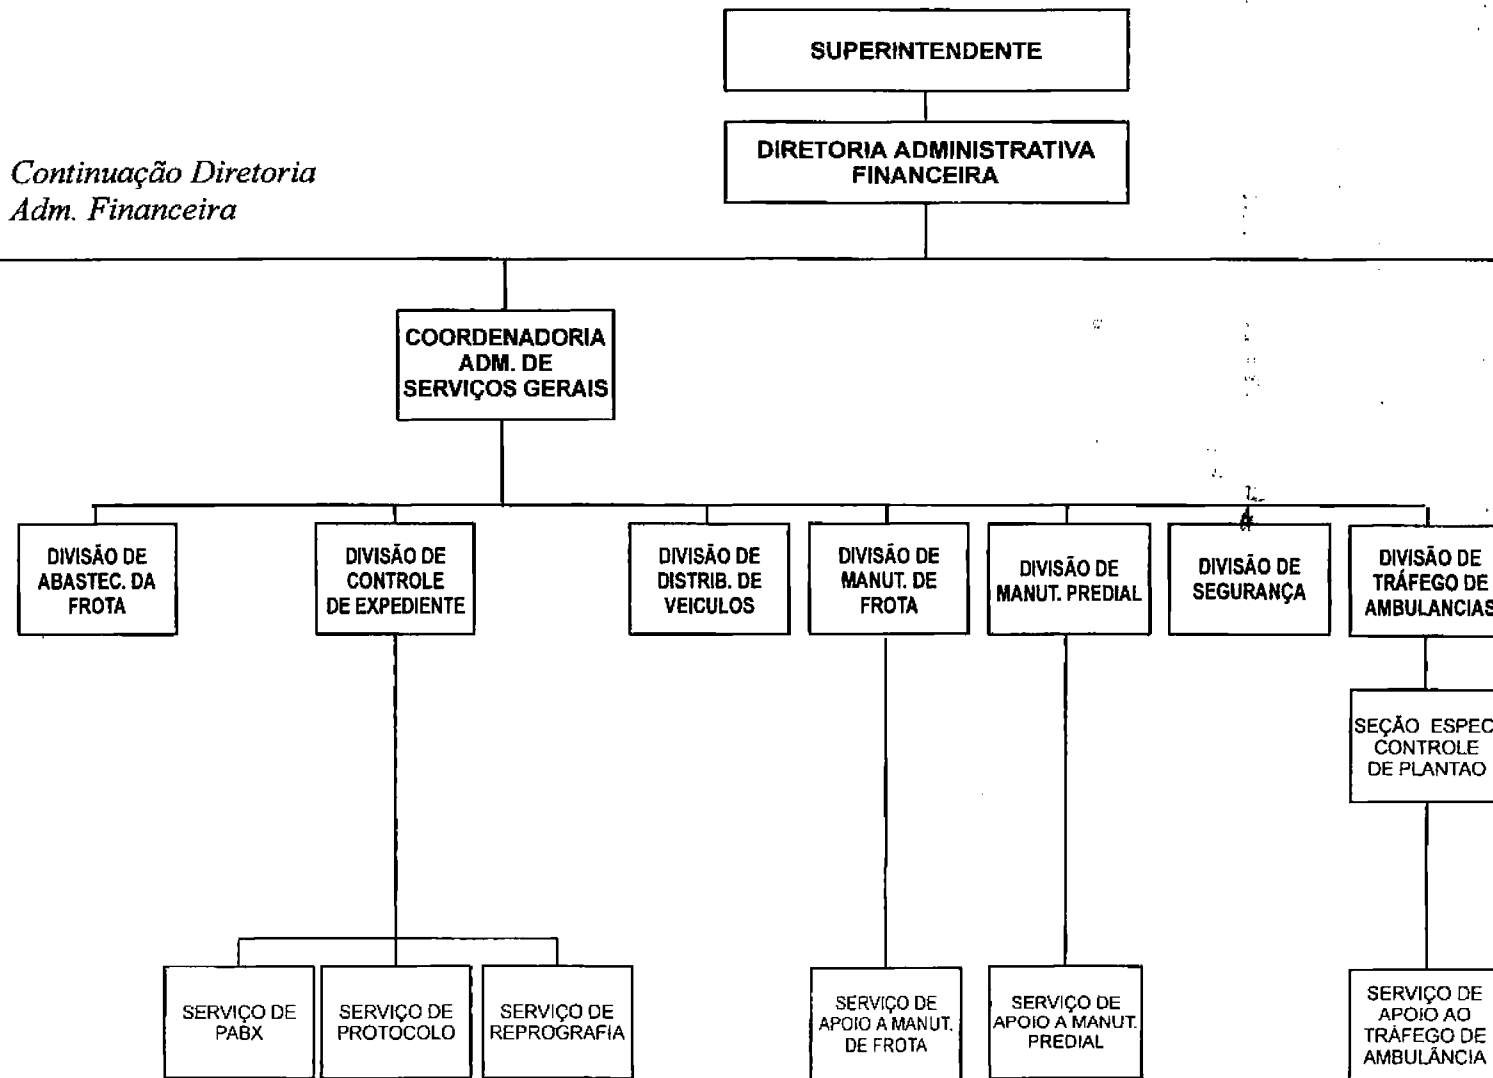 SUPERINTENDENTE
DIRETORIA ADMINISTRATIVA
FINANCEIRA
Continuação Diretoria
Adm. Financeira
COORDENADORIA
ADM. DE
SERVIÇOS GERAIS
DIVISÃO DE
ABASTEC. DA
FROTA
DIVISÃO DE
CONTROLE
DE EXPEDIENTE
DIVISÃO DE
DISTRIB. DE
VEICULOS
DIVISÃO DE
MANUT. DE
FROTA
DIVISÃO DE
MANUT. PREDIAL
DIVISÃO DE
SEGURANÇA
DIVISÃO DE
TRÁFEGO DE
AMBULANCIAS
SEÇÃO ESPEC
CONTROLE
DE PLANTAO
SERVIÇO DE
PABX
SERVIÇO DE
PROTOCOLO
SERVIÇO DE
REPROGRAFIA
SERVIÇO DE
APOIO A MANUT.
DE FROTA
SERVIÇO DE
APOIO A MANUT.
PREDIAL
SERVIÇO DE
APOIO AO
TRÁFEGO DE
AMBULÂNCIA